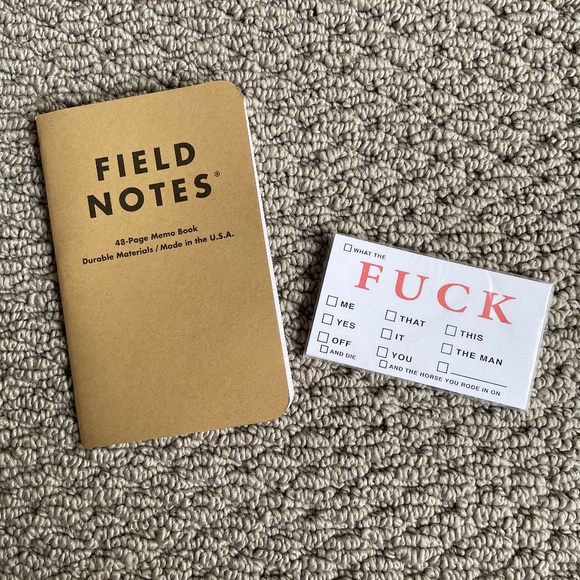 FIELD
NOTES®
48-Page Memo Book
Durable Materials / Made in the U.S.A.
WHAT THE
FUCK
ME THAT THIS
YES IT THE MAN
OFF YOU
AND DIE AND THE HORSE YOU RODE IN ON